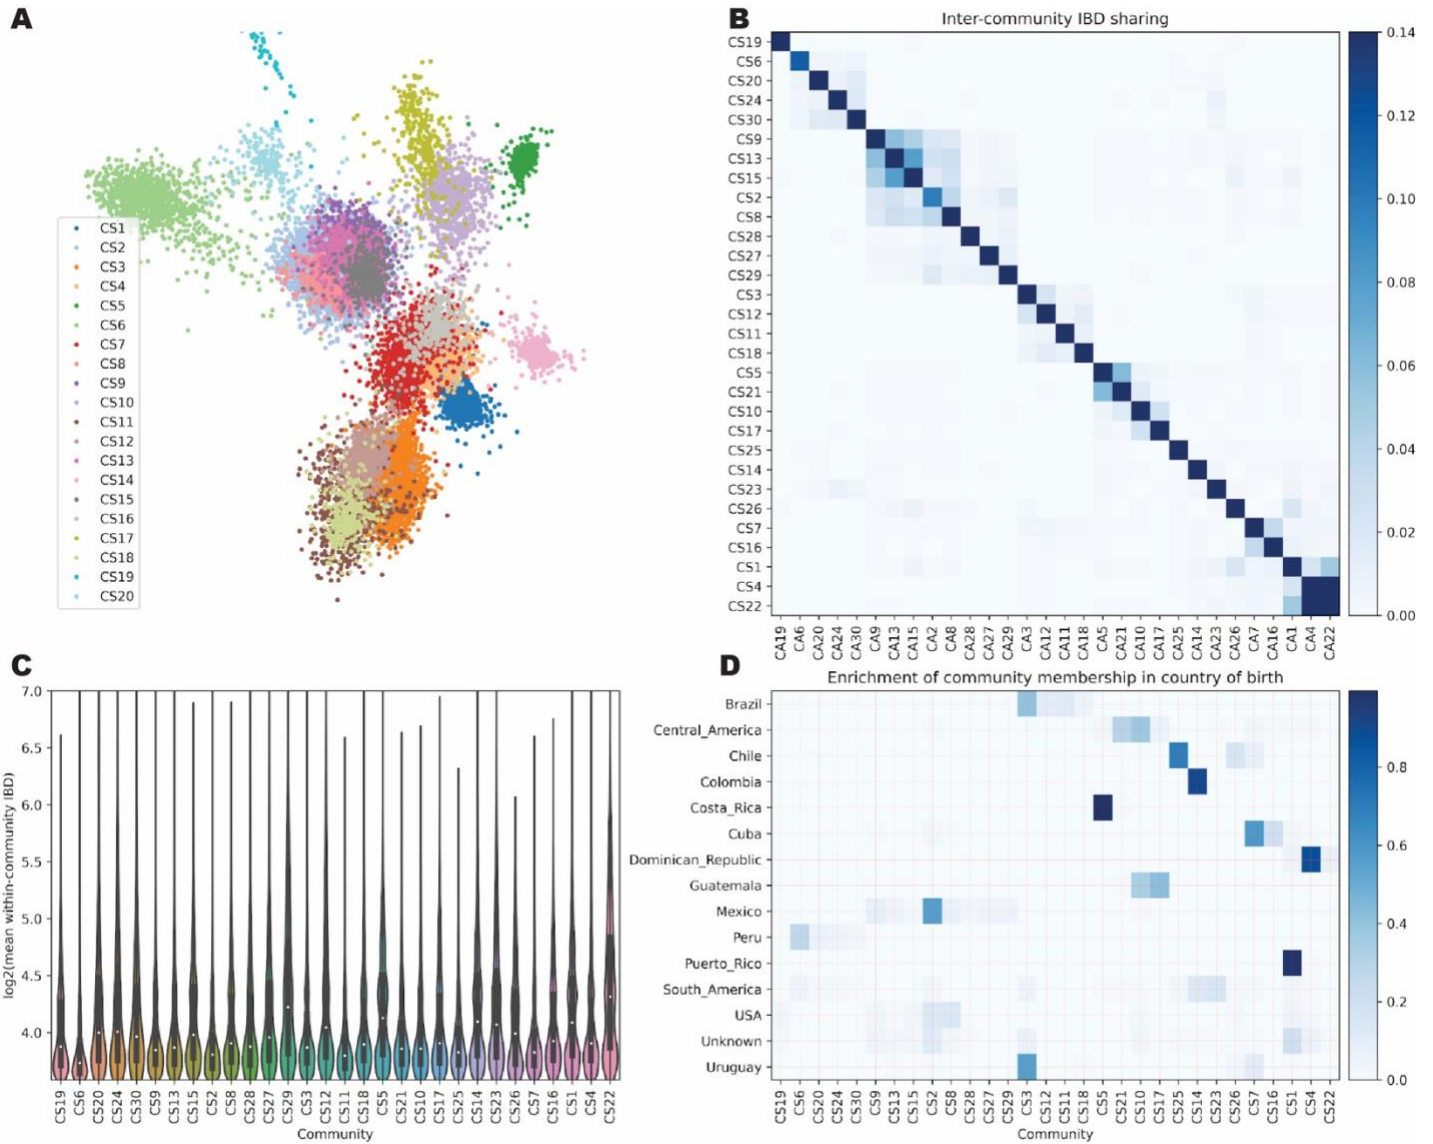 A
CS1
CS2
CS3
CS4
CS5
CS6
CS7
CS8
CS9
CS10
CS11
CS12
CS13
CS14
CS15
CS16
CS17
CS18
CS19
CS20
B
Inter-community IBD sharing
CS19
CS6
CS20
CS24
CS30
CS9
CS13
CS15
CS2
CS8
CS28
CS27
CS29
CS3
CS12
CS11
CS18
CS5
CS21
CS10
CS17
CS25
CS14
CS23
CS26
CS7
CS16
CS1
CS4
CS22
CA19 CA6 CA20 CA24 CA30 CA9 CA13 CA15 CA2 CA8 CA28 CA27 CA29 CA3 CA12 CA11 CA18 CA5 CA21 CA10 CA17 CA25 CA14 CA23 CA26 CA7 CA16 CA1 CA4 CA22
0.14
0.12
0.10
0.08
0.06
0.04
0.02
0.00
C
log2(mean within-community IBD)
7.0
6.5
6.0
5.5
5.0
4.5
4.0
CS19 CS6 CS20 CS24 CS30 CS9 CS13 CS15 CS2 CS8 CS28 CS27 CS29 CS3 CS12 CS11 CS18 CS5 CS21 CS10 CS17 CS25 CS14 CS23 CS26 CS7 CS16 CS1 CS4 CS22
Community
D
Enrichment of community membership in country of birth
Brazil
Central_America
Chile
Colombia
Costa_Rica
Cuba
Dominican_Republic
Guatemala
Mexico
Peru
Puerto_Rico
South_America
USA
Unknown
Uruguay
CS19 CS6 CS20 CS24 CS30 CS9 CS13 CS15 CS2 CS8 CS28 CS27 CS29 CS3 CS12 CS11 CS18 CS5 CS21 CS10 CS17 CS25 CS14 CS23 CS26 CS7 CS16 CS1 CS4 CS22
Community
0.8
0.6
0.4
0.2
0.0